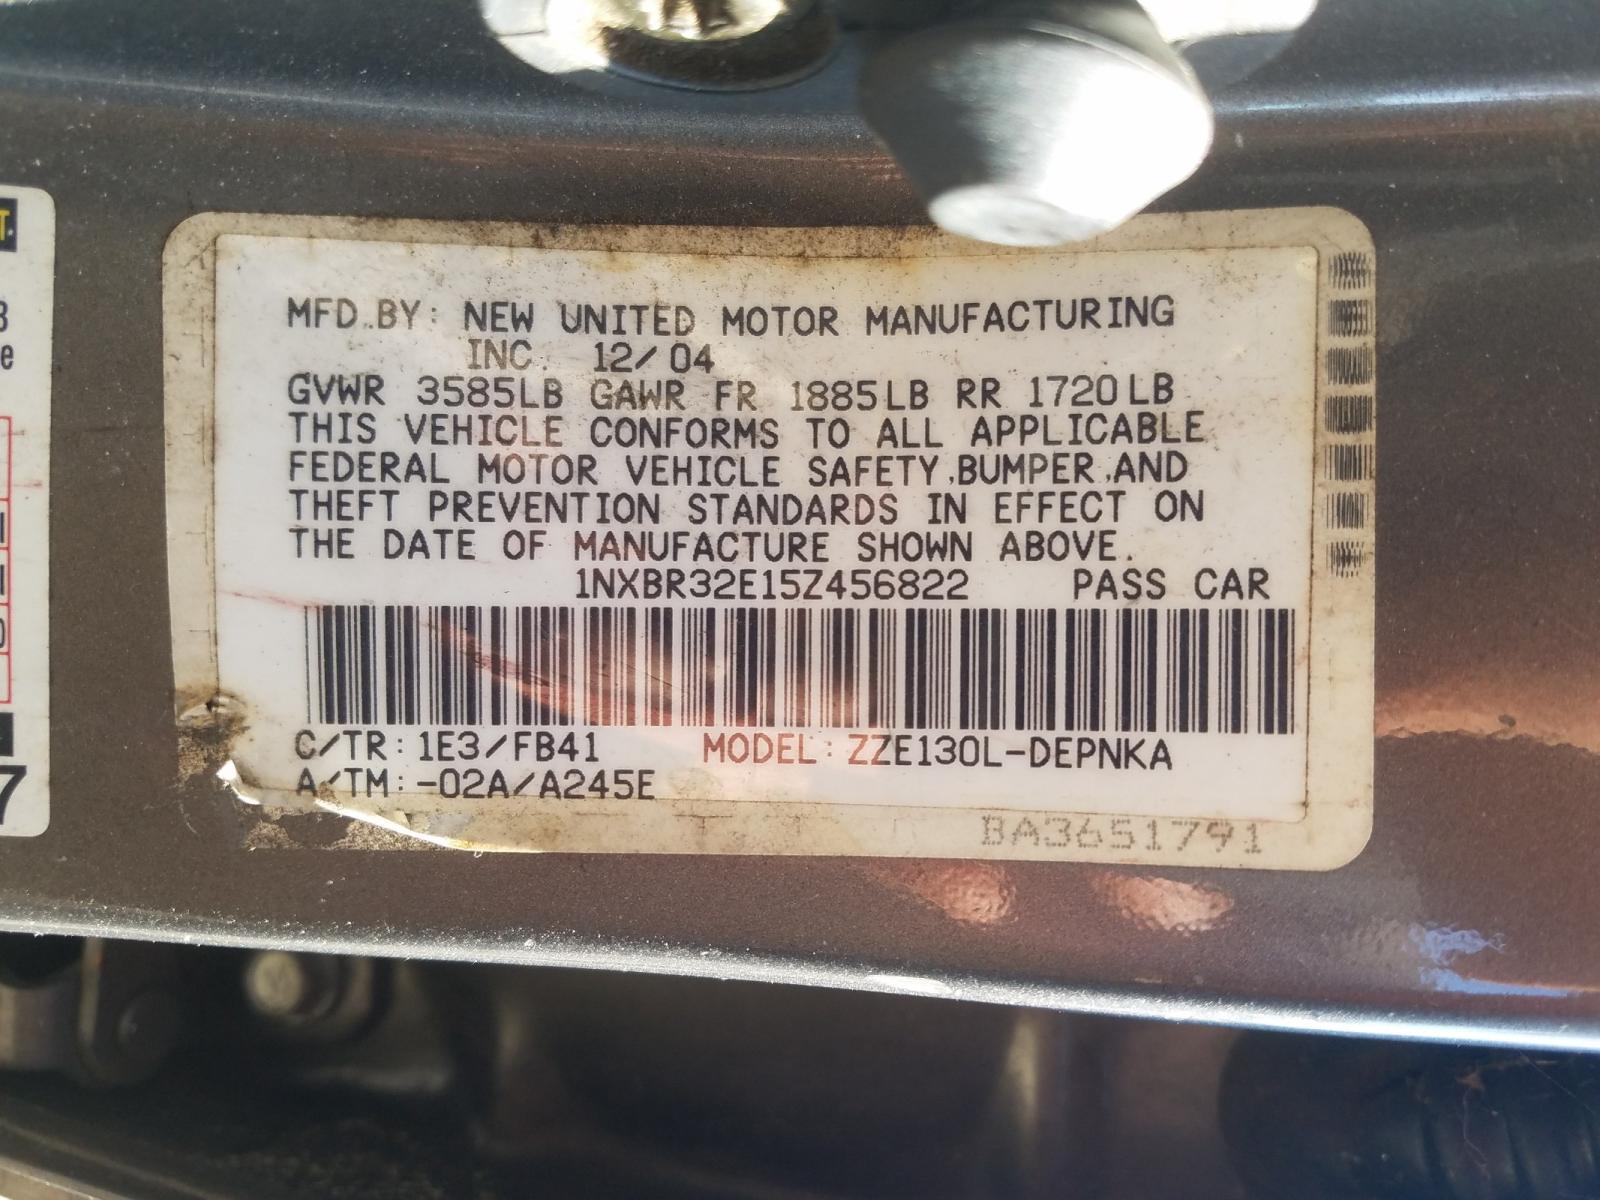 T.
3
e
MFD.BY: NEW UNITED MOTOR MANUFACTURING
INC. 12/04
GVWR 3585LB GAWR FR 1885LB RR 1720LB
THIS VEHICLE CONFORMS TO ALL APPLICABLE
FEDERAL MOTOR VEHICLE SAFETY,BUMPER,AND
THEFT PREVENTION STANDARDS IN EFFECT ON
THE DATE OF MANUFACTURE SHOWN ABOVE.
1NXBR32E15Z456822 PASS CAR
C/TR: 1E3/FB41 MODEL: ZZE130L-DEPNKA
A/TM: -02A/A245E
7
BA3651791